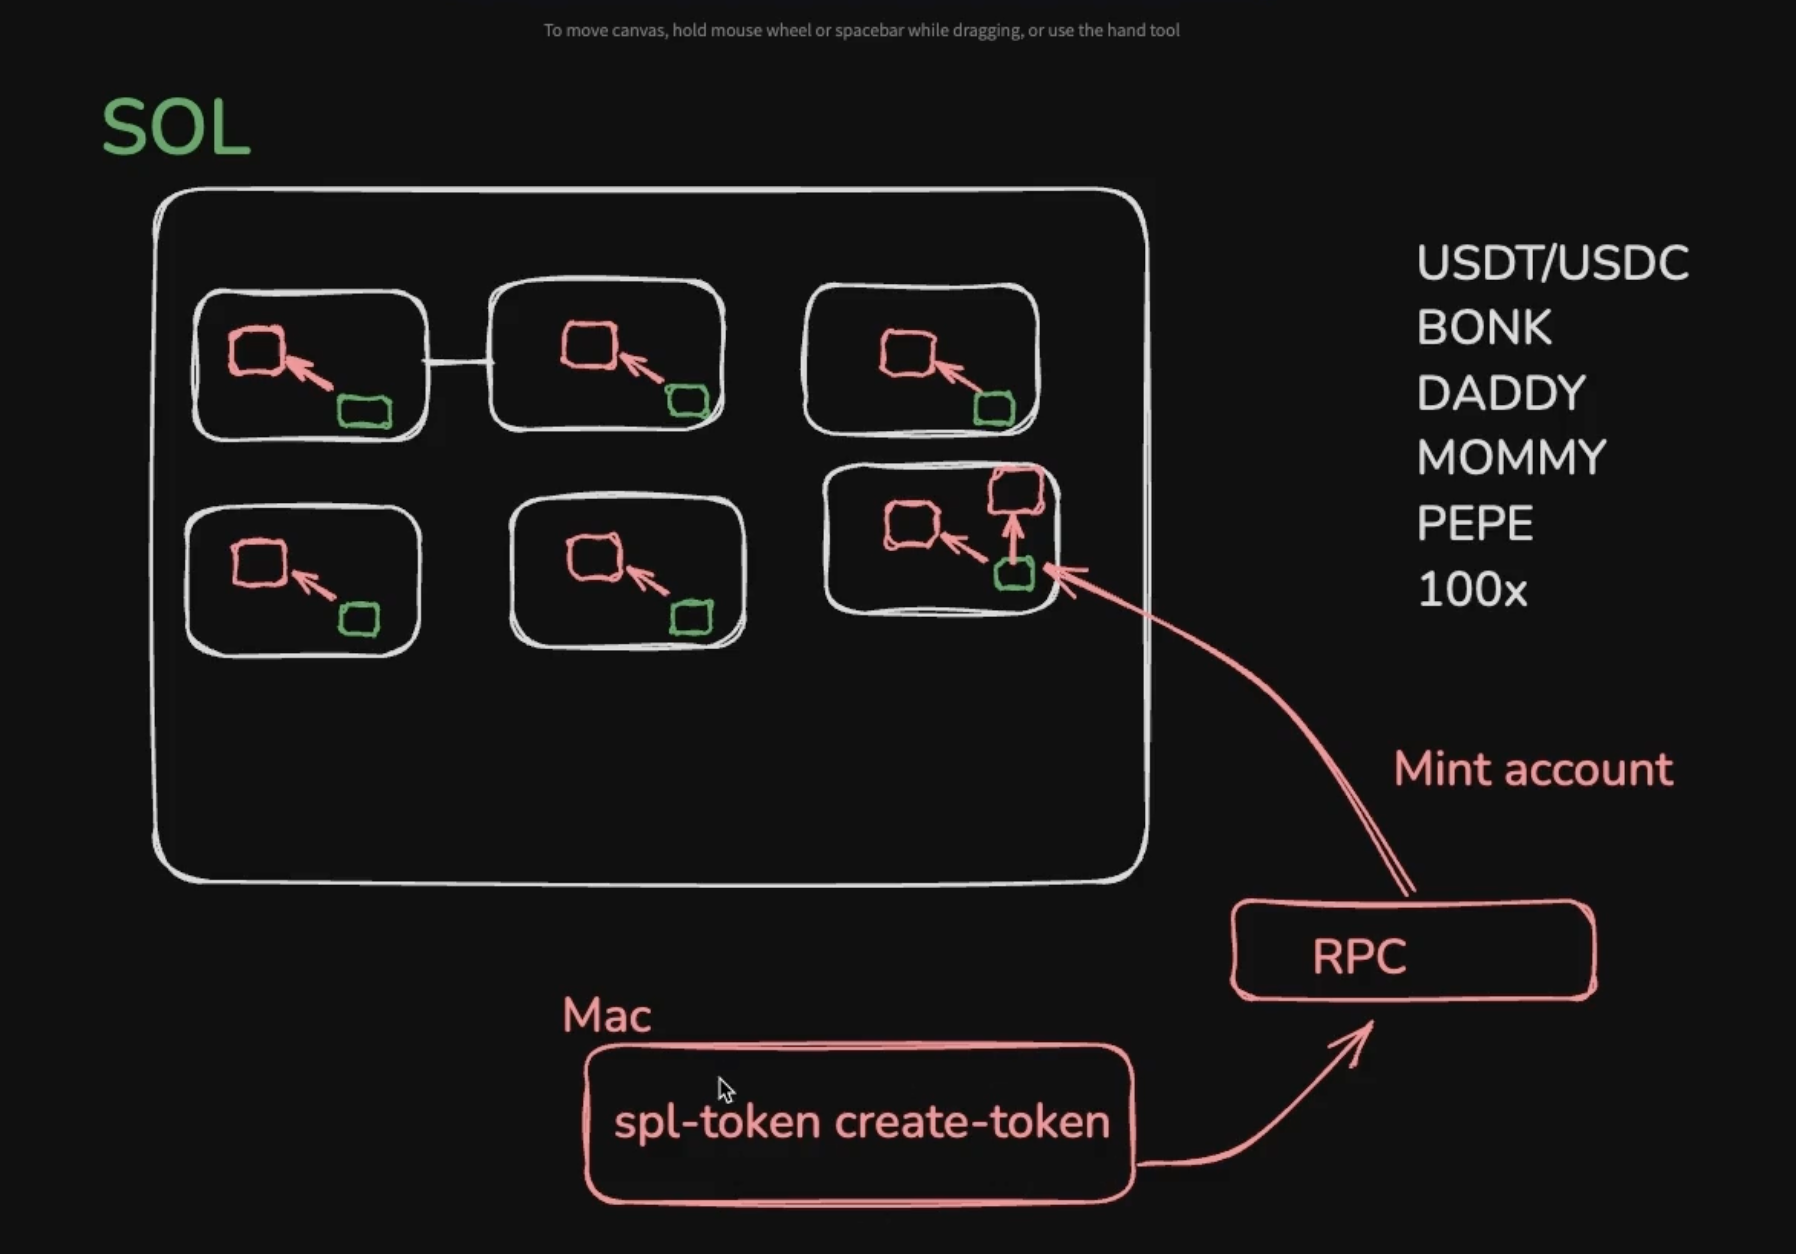 To move canvas, hold mouse wheel or spacebar while dragging, or use the hand tool
SOL
USDT/USDC
BONK
DADDY
MOMMY
PEPE
100x
Mint account
RPC
Mac
spl-token create-token